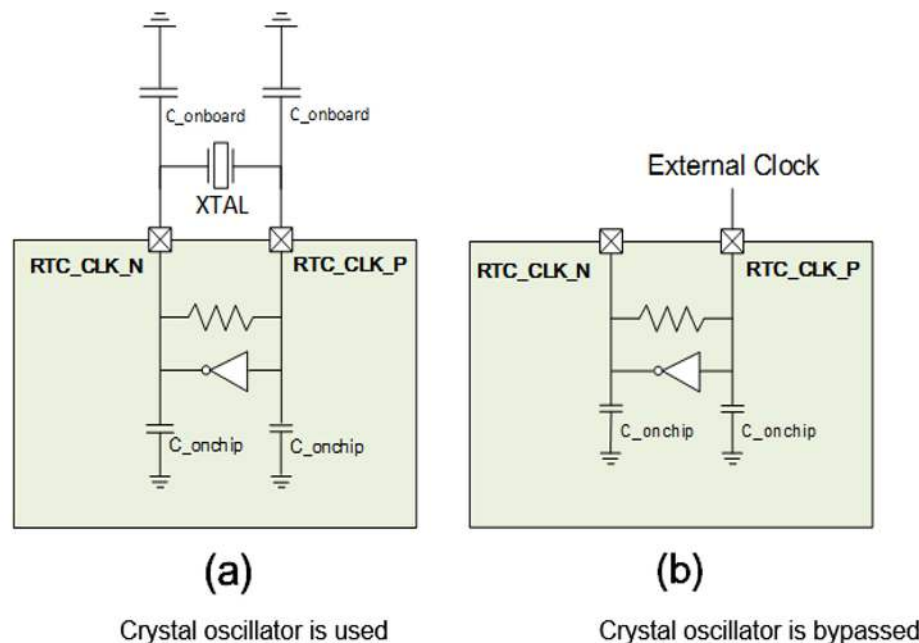 C_onboard
C_onboard
XTAL
External Clock
RTC_CLK_N
RTC_CLK_P
RTC_CLK_N
RTC_CLK_P
C_onchip
C_onchip
C_onchip
C_onchip
(a)
(b)
Crystal oscillator is used
Crystal oscillator is bypassed